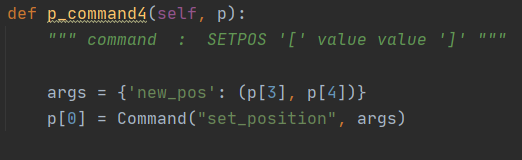 def p_command4(self, p):
    """ command  :  SETPOS '[' value value ']' """
    args = {'new_pos': (p[3], p[4])}
    p[0] = Command("set_position", args)